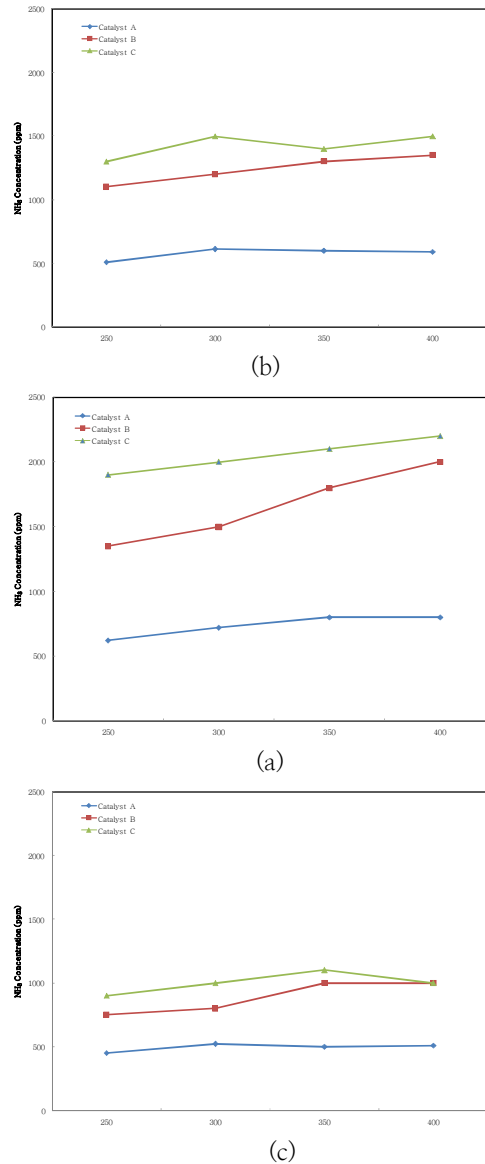 2500
2000
1500
1000
500
0
NH₃ Concentration (ppm)
Catalyst A
Catalyst B
Catalyst C
250 300 350 400
(b)
2500
2000
1500
1000
500
0
NH₃ Concentration (ppm)
Catalyst A
Catalyst B
Catalyst C
250 300 350 400
(a)
2500
2000
1500
1000
500
0
NH₃ Concentration (ppm)
Catalyst A
Catalyst B
Catalyst C
250 300 350 400
(c)